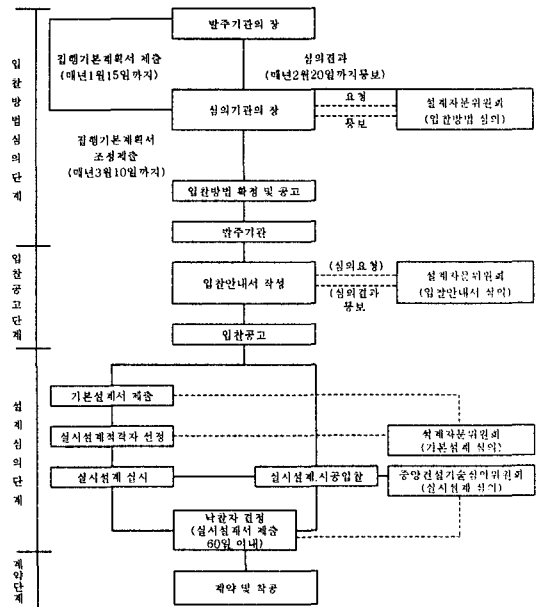 입찰방법심의단계
발주기관의 장
집행기본계획서 제출
(매년1월15일까지)
심의결과
(매년2월20일까지통보)
심의기관의 장
요청
통보
설계자문위원회
(입찰방법 심의)
집행기본계획서
조정제출
(매년3월10일까지)
입찰방법 확정 및 공고
발주기관
입찰공고단계
입찰안내서 작성
(심의요청)
(심의결과
통보
설계자문위원회
(입찰안내서 심의)
입찰공고
설계심의단계
기본설계서 제출
실시설계적격자 선정
설계자문위원회
(기본설계 심의)
실시설계 실시
실시설계.시공입찰
중앙건설기술심의위원회
(실시설계 심의)
낙찰자 결정
(실시설계서 제출
60일 이내)
계약단계
계약 및 착공